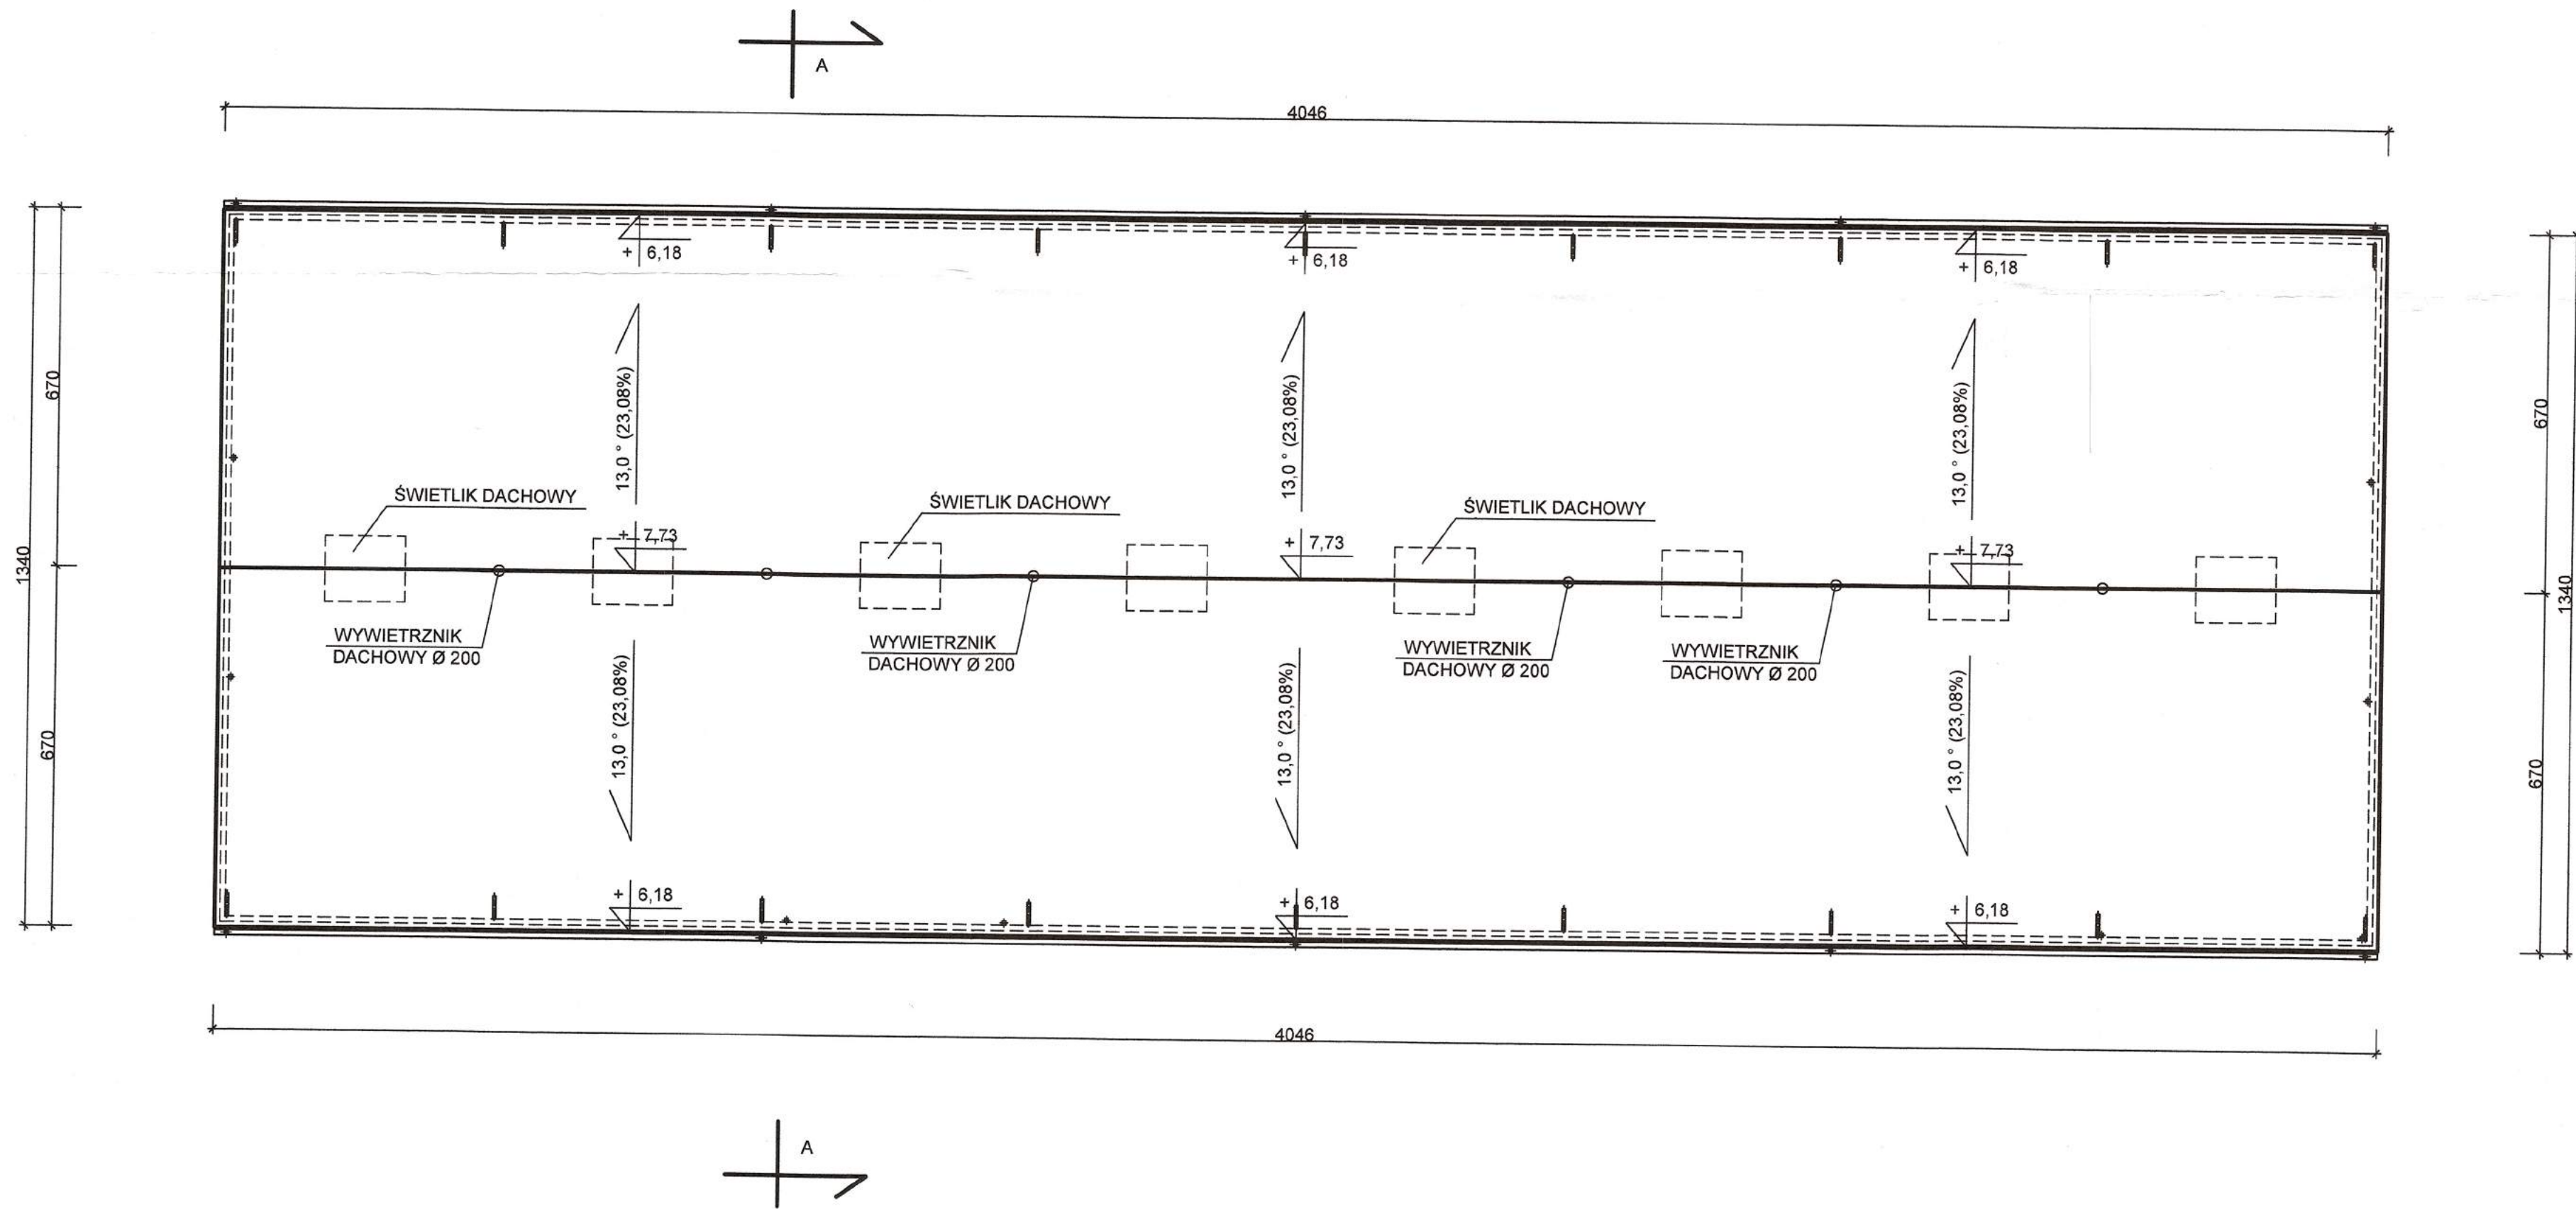 A
4046
+ 6,18
+ 6,18
+ 6,18
670
670
13,0 ° (23,08%)
13,0 ° (23,08%)
13,0 ° (23,08%)
ŚWIETLIK DACHOWY
ŚWIETLIK DACHOWY
ŚWIETLIK DACHOWY
+ 7,73
+ 7,73
+ 7,73
1340
1340
WYWIETRZNIK
DACHOWY Ø 200
WYWIETRZNIK
DACHOWY Ø 200
WYWIETRZNIK
DACHOWY Ø 200
WYWIETRZNIK
DACHOWY Ø 200
13,0 ° (23,08%)
13,0 ° (23,08%)
13,0 ° (23,08%)
670
670
+ 6,18
+ 6,18
+ 6,18
4046
A